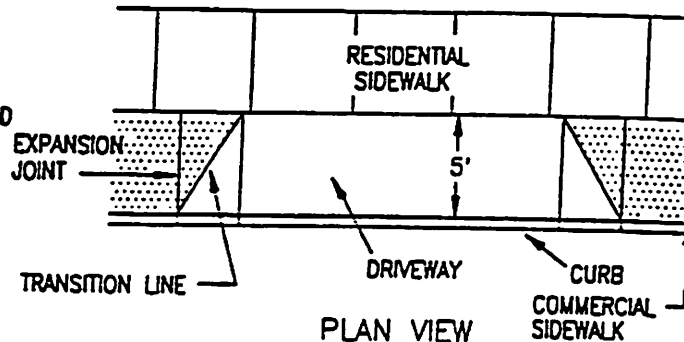 RESIDENTIAL
SIDEWALK
D
EXPANSION
JOINT
5'
TRANSITION LINE
DRIVEWAY
CURB
COMMERCIAL
SIDEWALK
PLAN VIEW